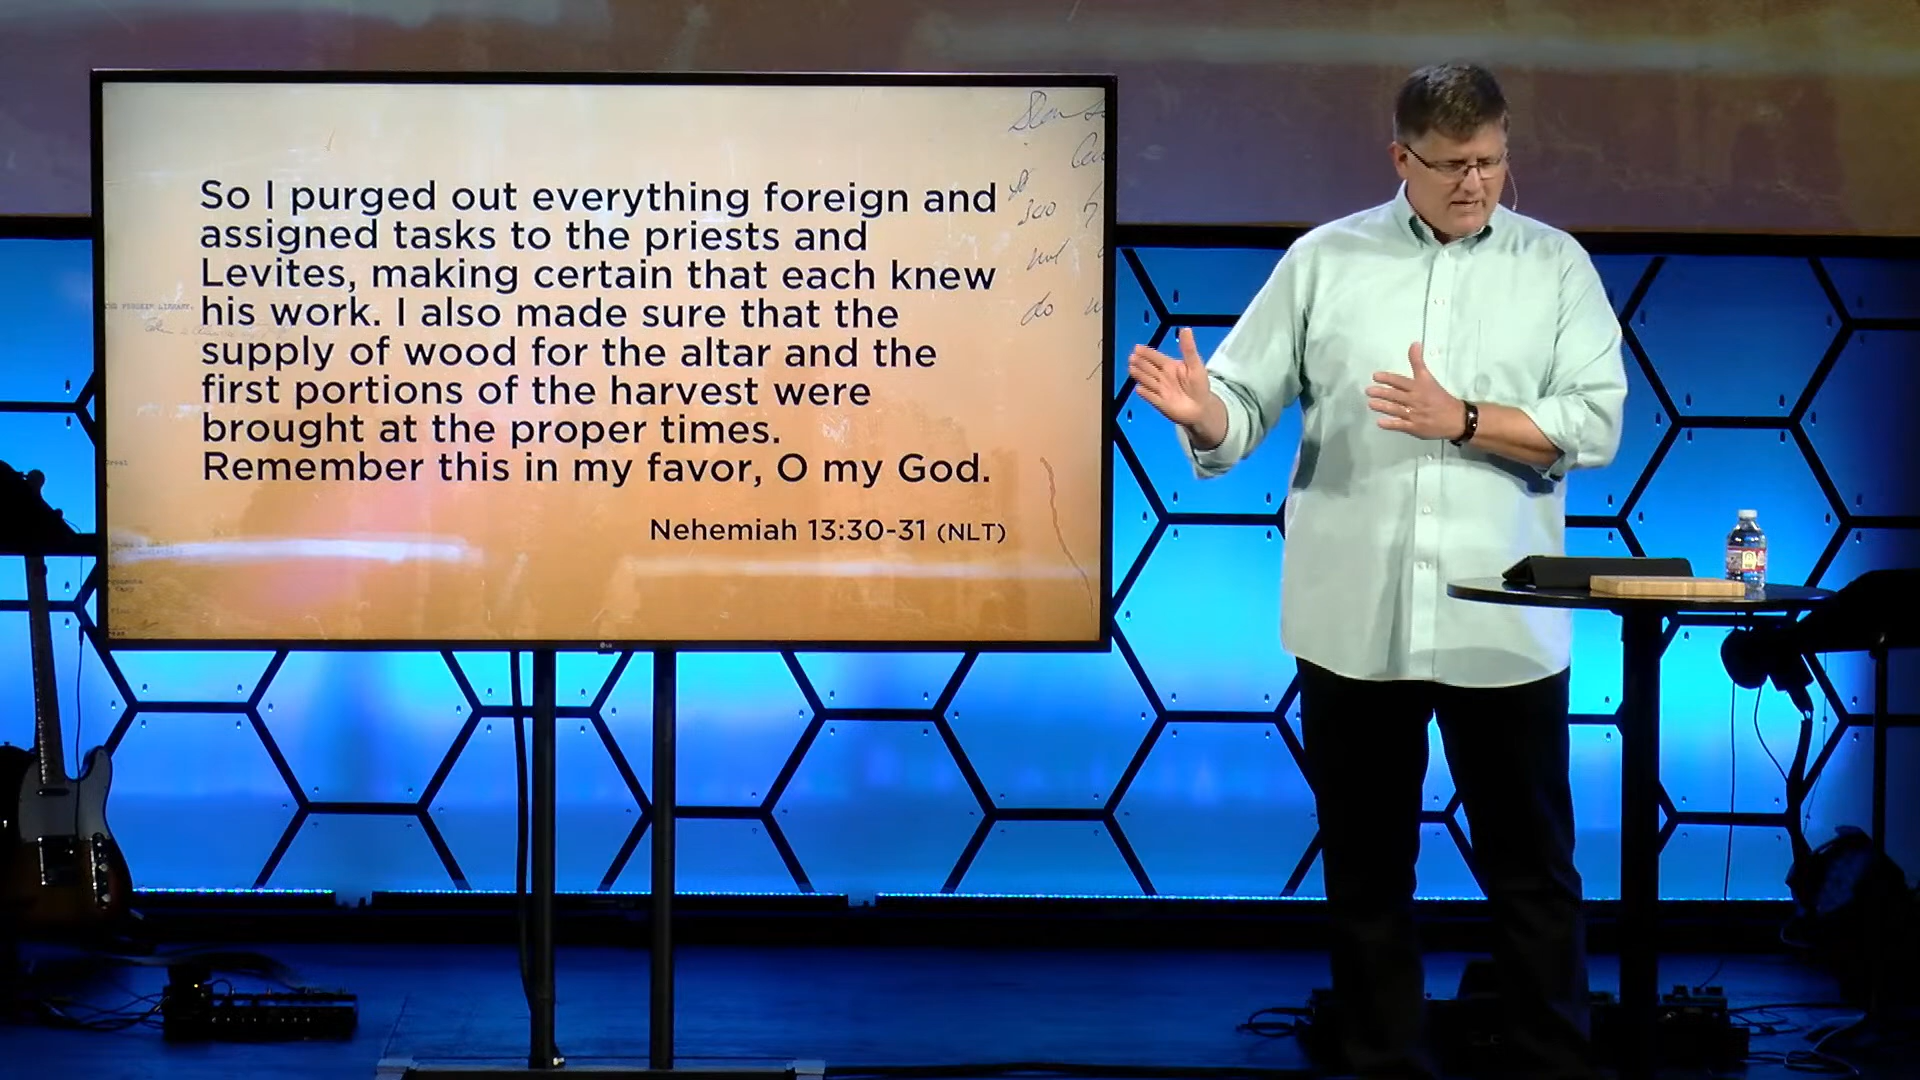 So I purged out everything foreign and
assigned tasks to the priests and
Levites, making certain that each knew
his work. I also made sure that the
supply of wood for the altar and the
first portions of the harvest were
brought at the proper times.
Remember this in my favor, O my God.
Nehemiah 13:30-31 (NLT)
LG